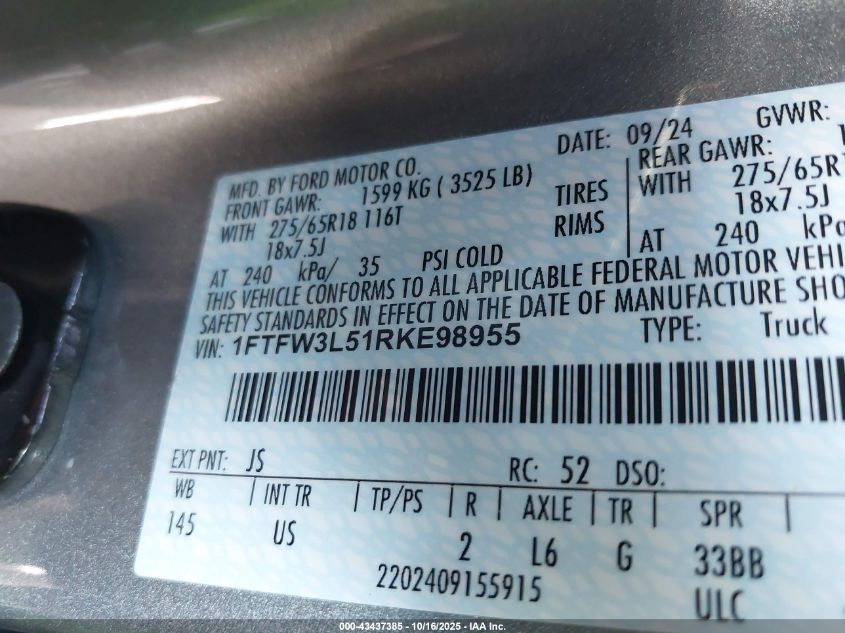 DATE: 09/24 GVWR:
MFD. BY FORD MOTOR CO.
FRONT GAWR: 1599 KG ( 3525 LB) REAR GAWR:
WITH 275/65R18 116T TIRES WITH 275/65R1
18x7.5J RIMS 18x7.5J
AT 240 kPa/ 35 PSI COLD AT 240 kPa
THIS VEHICLE CONFORMS TO ALL APPLICABLE FEDERAL MOTOR VEHI
SAFETY STANDARDS IN EFFECT ON THE DATE OF MANUFACTURE SHO
VIN: 1FTFW3L51RKE98955 TYPE: Truck
EXT PNT: JS RC: 52 DSO:
WB | INT TR | TP/PS | R | AXLE | TR | SPR |
145 US 2 L6 G 33BB
2202409155915 ULC
000-43437385 - 10/16/2025 - IAA Inc.